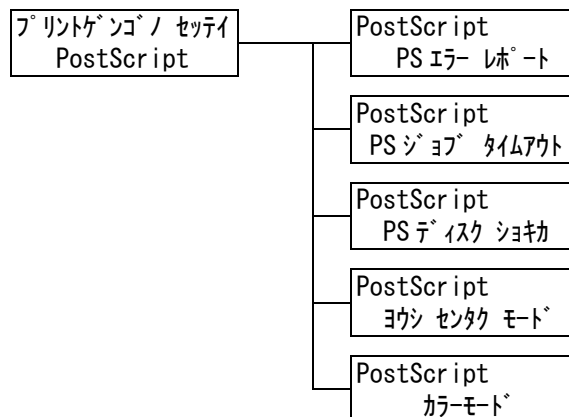 ﾌﾟﾘﾝﾄｹﾞﾝｺﾞﾉ ｾｯﾃｲ
PostScript
PostScript
PS ｴﾗｰ ﾚﾎﾟｰﾄ
PostScript
PS ｼﾞｮﾌﾞ ﾀｲﾑｱｳﾄ
PostScript
PS ﾃﾞｨｽｸ ｼｮｷｶ
PostScript
ﾖｳｼ ｾﾝﾀｸ ﾓｰﾄﾞ
PostScript
ｶﾗｰﾓｰﾄﾞ